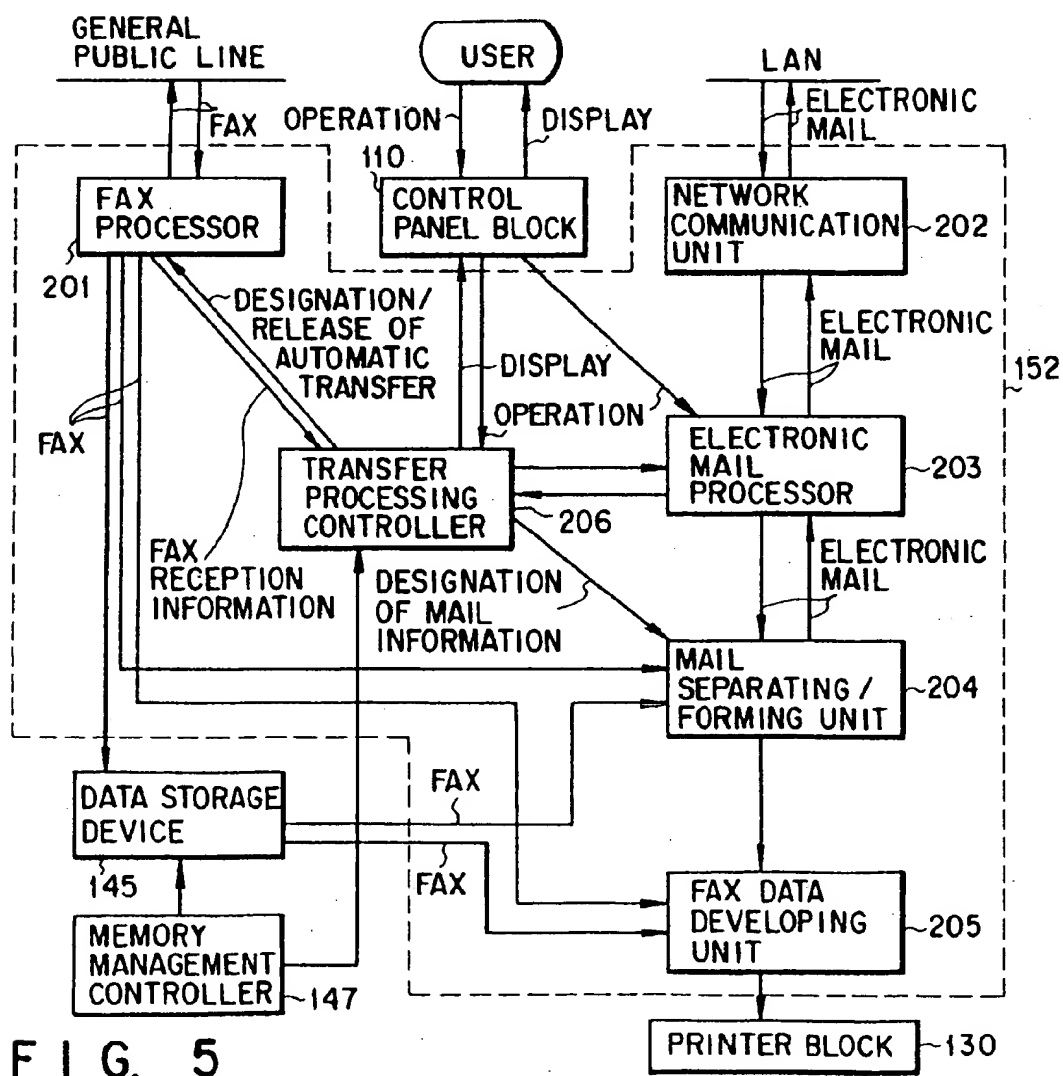 GENERAL
PUBLIC LINE
USER
LAN
FAX
OPERATION
DISPLAY
ELECTRONIC
MAIL
110
FAX
PROCESSOR
201
CONTROL
PANEL BLOCK
NETWORK
COMMUNICATION
UNIT
202
DESIGNATION/
RELEASE OF
AUTOMATIC
TRANSFER
DISPLAY
OPERATION
ELECTRONIC
MAIL
152
FAX
TRANSFER
PROCESSING
CONTROLLER
206
ELECTRONIC
MAIL
PROCESSOR
203
FAX
RECEPTION
INFORMATION
DESIGNATION
OF MAIL
INFORMATION
ELECTRONIC
MAIL
MAIL
SEPARATING/
FORMING UNIT
204
DATA STORAGE
DEVICE
145
FAX
FAX
FAX DATA
DEVELOPING
UNIT
205
MEMORY
MANAGEMENT
CONTROLLER
147
PRINTER BLOCK
130
FIG. 5